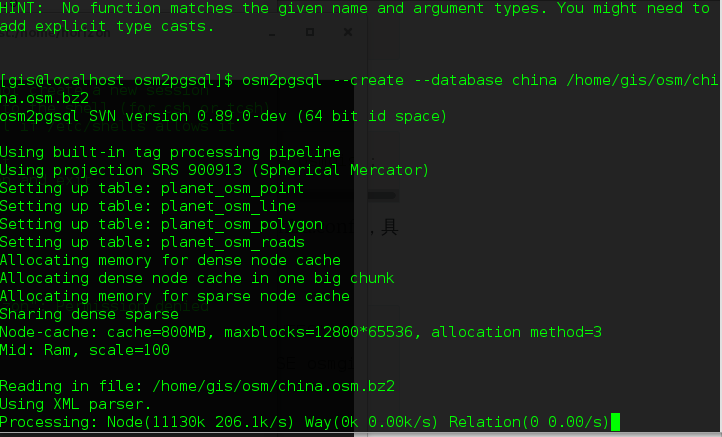 HINT:  No function matches the given name and argument types. You might need to
add explicit type casts.
[gis@localhost osm2pgsql]$ osm2pgsql --create --database china /home/gis/osm/chi
na.osm.bz2
osm2pgsql SVN version 0.89.0-dev (64 bit id space)
Using built-in tag processing pipeline
Using projection SRS 900913 (Spherical Mercator)
Setting up table: planet_osm_point
Setting up table: planet_osm_line
Setting up table: planet_osm_polygon
，具
Setting up table: planet_osm_roads
Allocating memory for dense node cache
Allocating dense node cache in one big chunk
Allocating memory for sparse node cache
Sharing dense sparse
Node-cache: cache=800MB, maxblocks=12800*65536, allocation method=3
Mid: Ram, scale=100
Reading in file: /home/gis/osm/china.osm.bz2
Using XML parser.
Processing: Node(11130k 206.1k/s) Way(0k 0.00k/s) Relation(0 0.00/s)